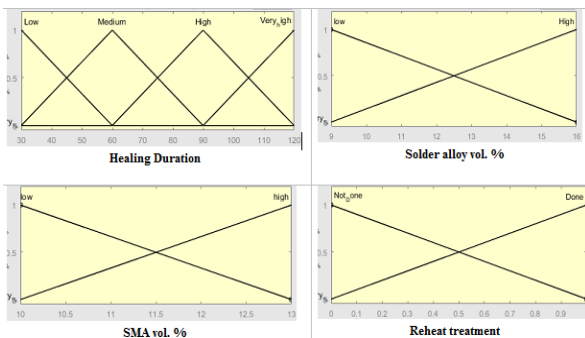 Low Medium High Very_high
1
0.5
30 40 50 60 70 80 90 100 110 120
Healing Duration
low High
1
0.5
9 10 11 12 13 14 15 16
Solder alloy vol. %
low high
1
0.5
10 10.5 11 11.5 12 12.5 13
SMA vol. %
Not_done Done
1
0.5
0 0.1 0.2 0.3 0.4 0.5 0.6 0.7 0.8 0.9
Reheat treatment